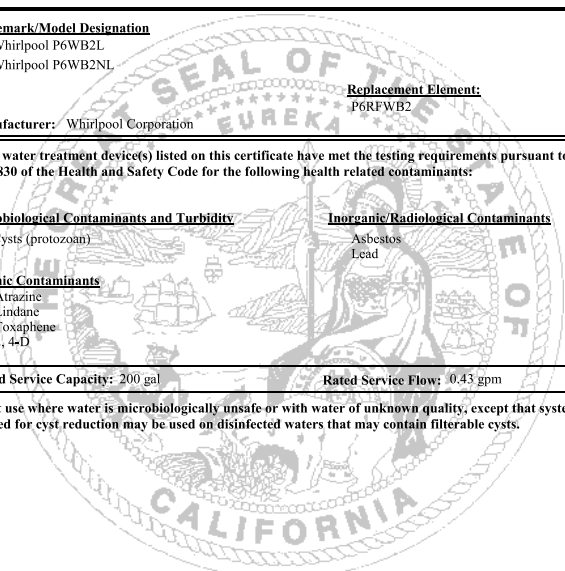 emark/Model Designation
Whirlpool P6WB2L
Whirlpool P6WB2NL
Replacement Element:
P6RFWB2
ufacturer: Whirlpool Corporation
water treatment device(s) listed on this certificate have met the testing requirements pursuant to
830 of the Health and Safety Code for the following health related contaminants:
obiological Contaminants and Turbidity
Inorganic/Radiological Contaminants
Cysts (protozoan)
Asbestos
Lead
nic Contaminants
Atrazine
Lindane
Toxaphene
, 4-D
d Service Capacity: 200 gal
Rated Service Flow: 0.43 gpm
t use where water is microbiologically unsafe or with water of unknown quality, except that syste
ed for cyst reduction may be used on disinfected waters that may contain filterable cysts.
THE GREAT SEAL OF THE STATE OF
EUREKA
CALIFORNIA